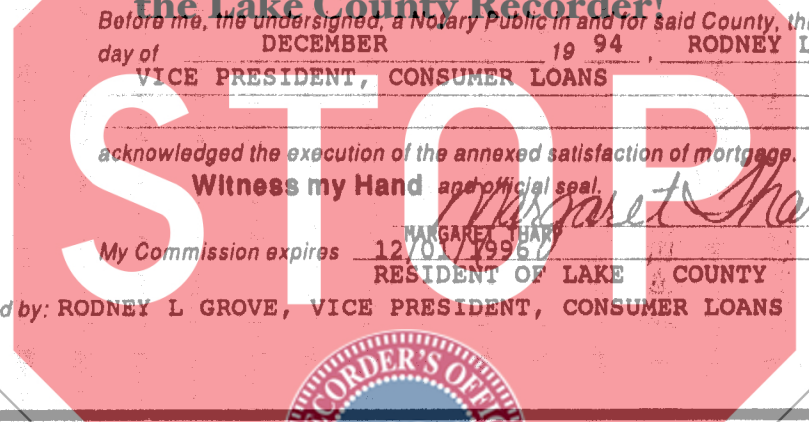 the Lake County Recorder!
Before me, the undersigned, a Notary Public in and for said County, this
day of DECEMBER 19 94, RODNEY L
VICE PRESIDENT, CONSUMER LOANS
STOP
acknowledged the execution of the annexed satisfaction of mortgage.
Witness my Hand and official seal.
Margaret Tha
MARGARET THARP
My Commission expires 12/01/1996
RESIDENT OF LAKE COUNTY
d by: RODNEY L GROVE, VICE PRESIDENT, CONSUMER LOANS
RECORDER'S OFFIC